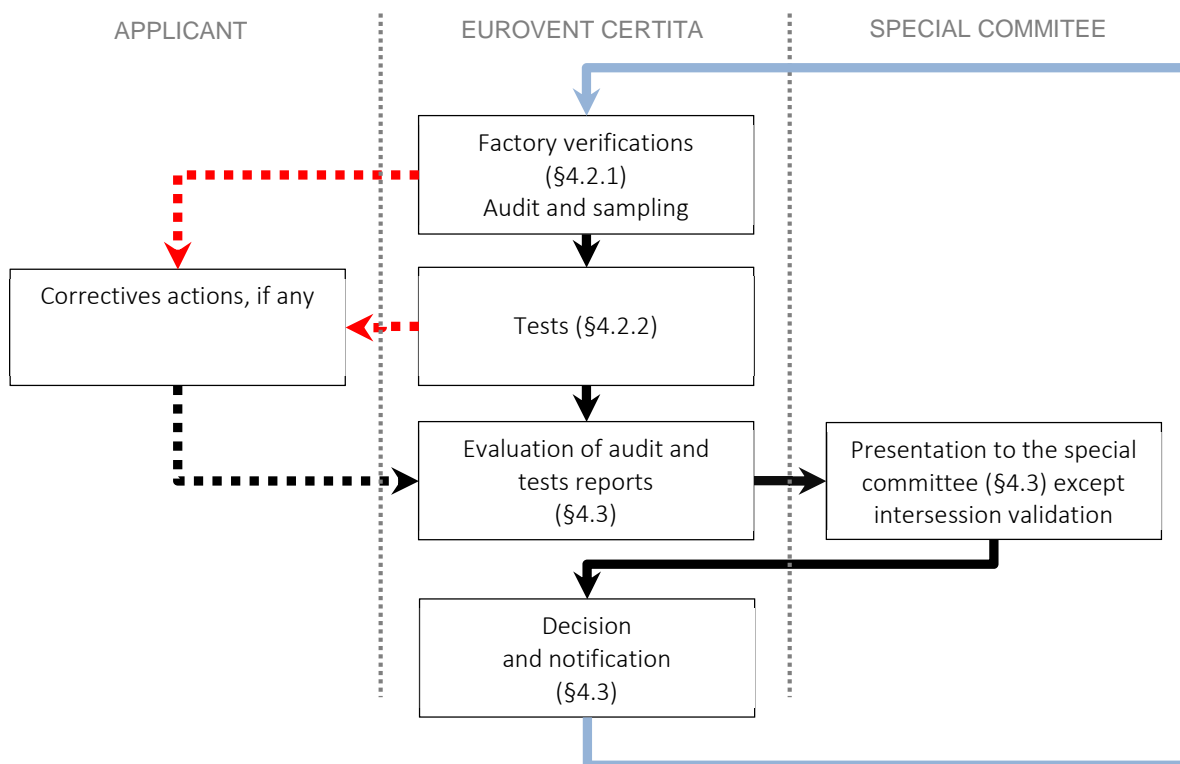 APPLICANT
EUROVENT CERTITA
SPECIAL COMMITEE
Factory verifications
(§4.2.1)
Audit and sampling
Correctives actions, if any
Tests (§4.2.2)
Evaluation of audit and
tests reports
(§4.3)
Presentation to the special
committee (§4.3) except
intersession validation
Decision
and notification
(§4.3)